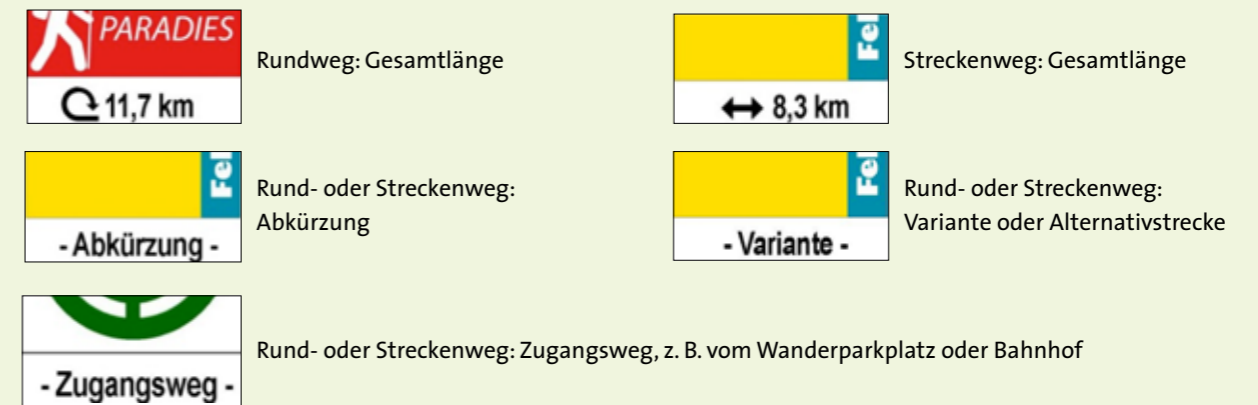 PARADIES
11,7 km
Rundweg: Gesamtlänge
Fel
8,3 km
Streckenweg: Gesamtlänge
Fel
- Abkürzung -
Rund- oder Streckenweg:
Abkürzung
Fel
- Variante -
Rund- oder Streckenweg:
Variante oder Alternativstrecke
- Zugangsweg -
Rund- oder Streckenweg: Zugangsweg, z. B. vom Wanderparkplatz oder Bahnhof